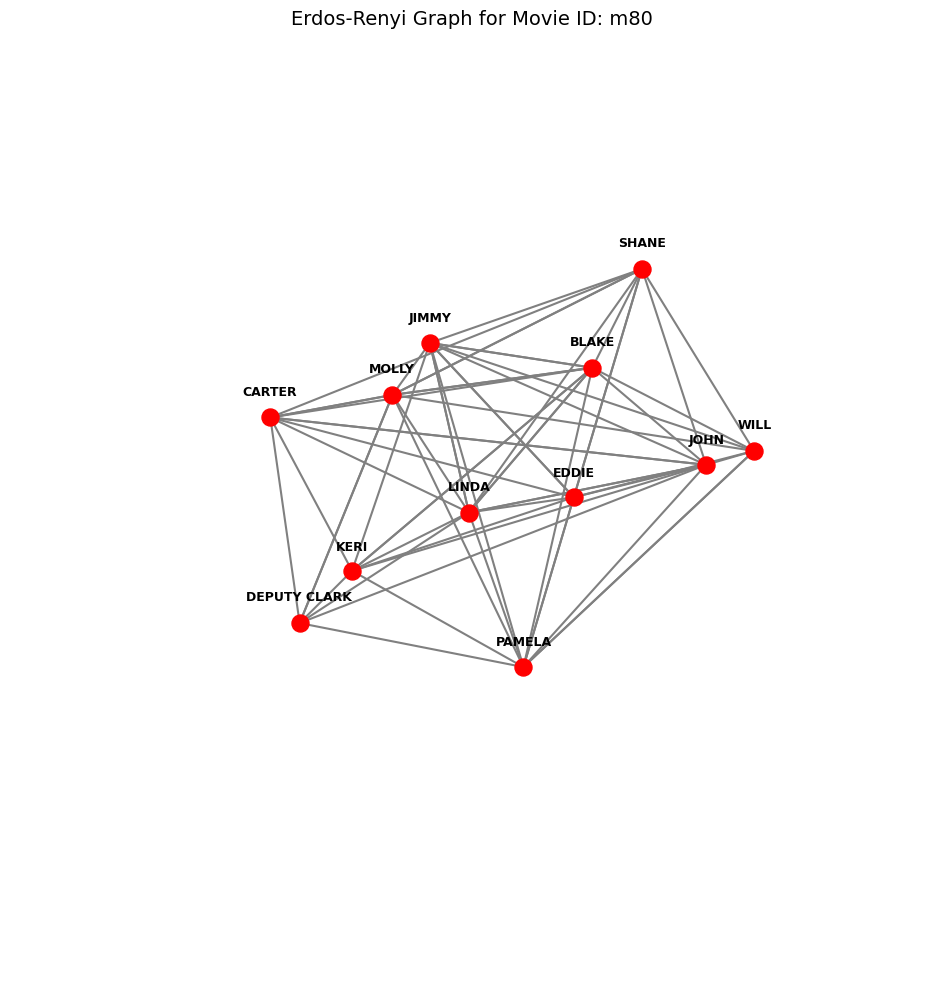 Erdos-Renyi Graph for Movie ID: m80
SHANE
JIMMY
BLAKE
MOLLY
CARTER
WILL
JOHN
EDDIE
LINDA
KERI
DEPUTY CLARK
PAMELA